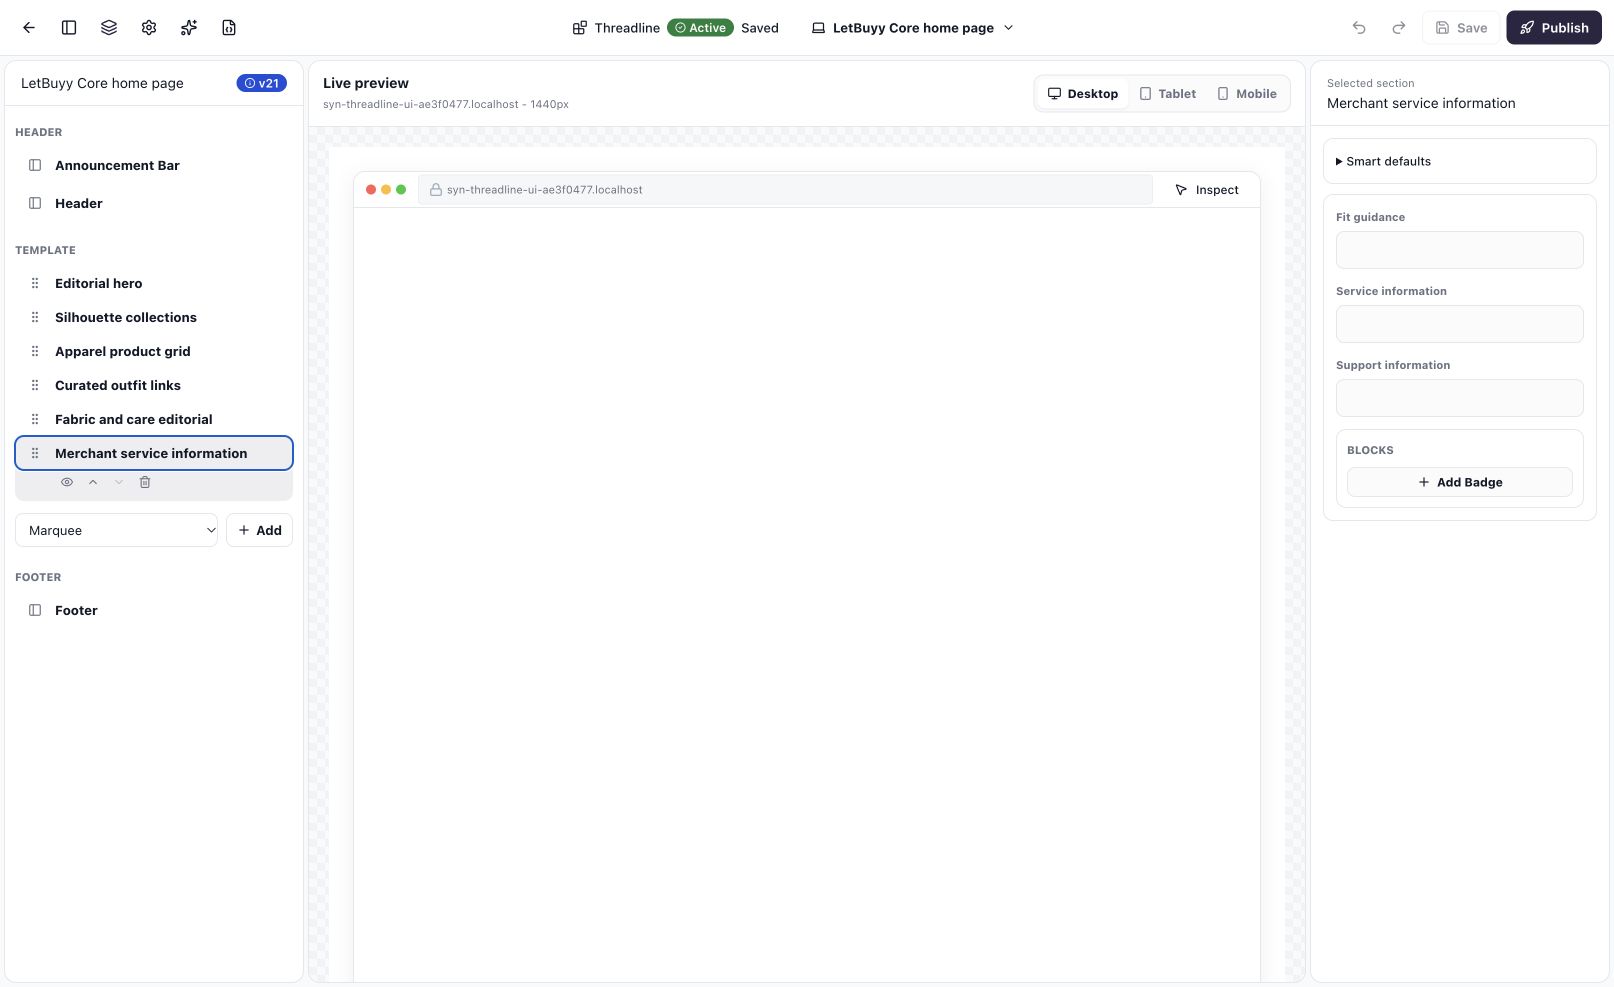 Threadline Active Saved LetBuyy Core home page Save Publish
LetBuyy Core home page v21
HEADER
Announcement Bar
Header
TEMPLATE
Editorial hero
Silhouette collections
Apparel product grid
Curated outfit links
Fabric and care editorial
Merchant service information
Marquee + Add
FOOTER
Footer
Live preview
syn-threadline-ui-ae3f0477.localhost - 1440px
Desktop Tablet Mobile
syn-threadline-ui-ae3f0477.localhost Inspect
Selected section
Merchant service information
Smart defaults
Fit guidance
Service information
Support information
BLOCKS
+ Add Badge